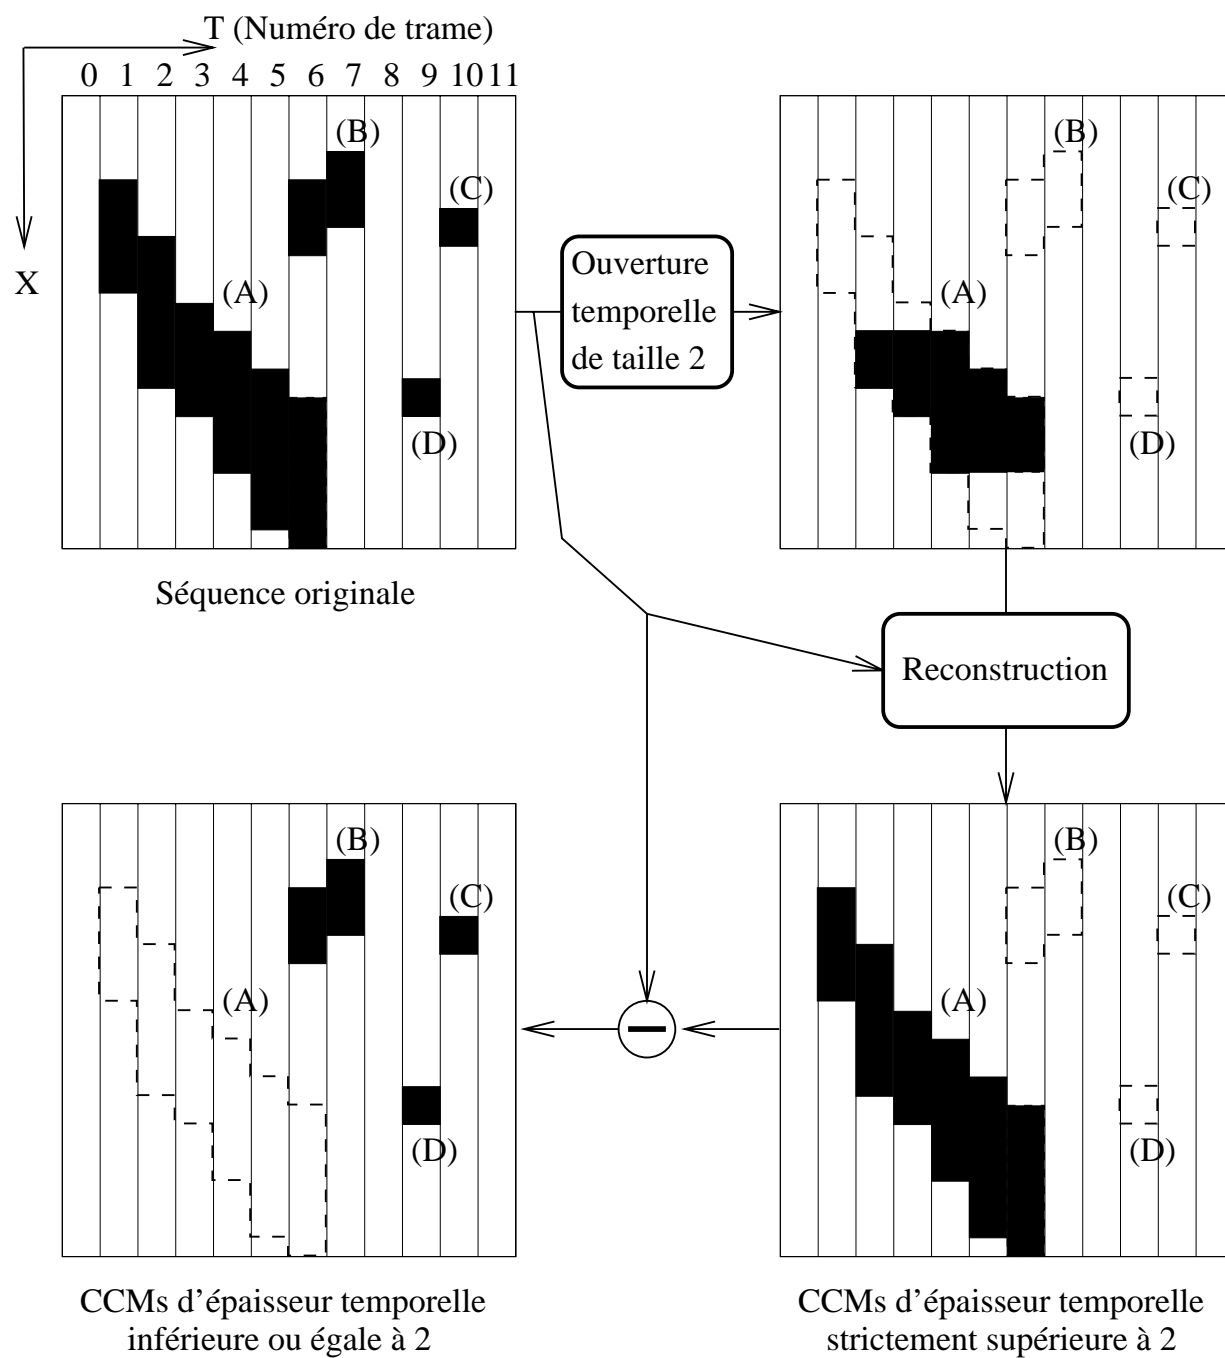 T (Numéro de trame)
0 1 2 3 4 5 6 7 8 9 10 11
X
(A)
(B)
(C)
(D)
Séquence originale
Ouverture
temporelle
de taille 2
(A)
(B)
(C)
(D)
Reconstruction
(A)
(B)
(C)
(D)
CCMs d’épaisseur temporelle
inférieure ou égale à 2
(A)
(B)
(C)
(D)
CCMs d’épaisseur temporelle
strictement supérieure à 2